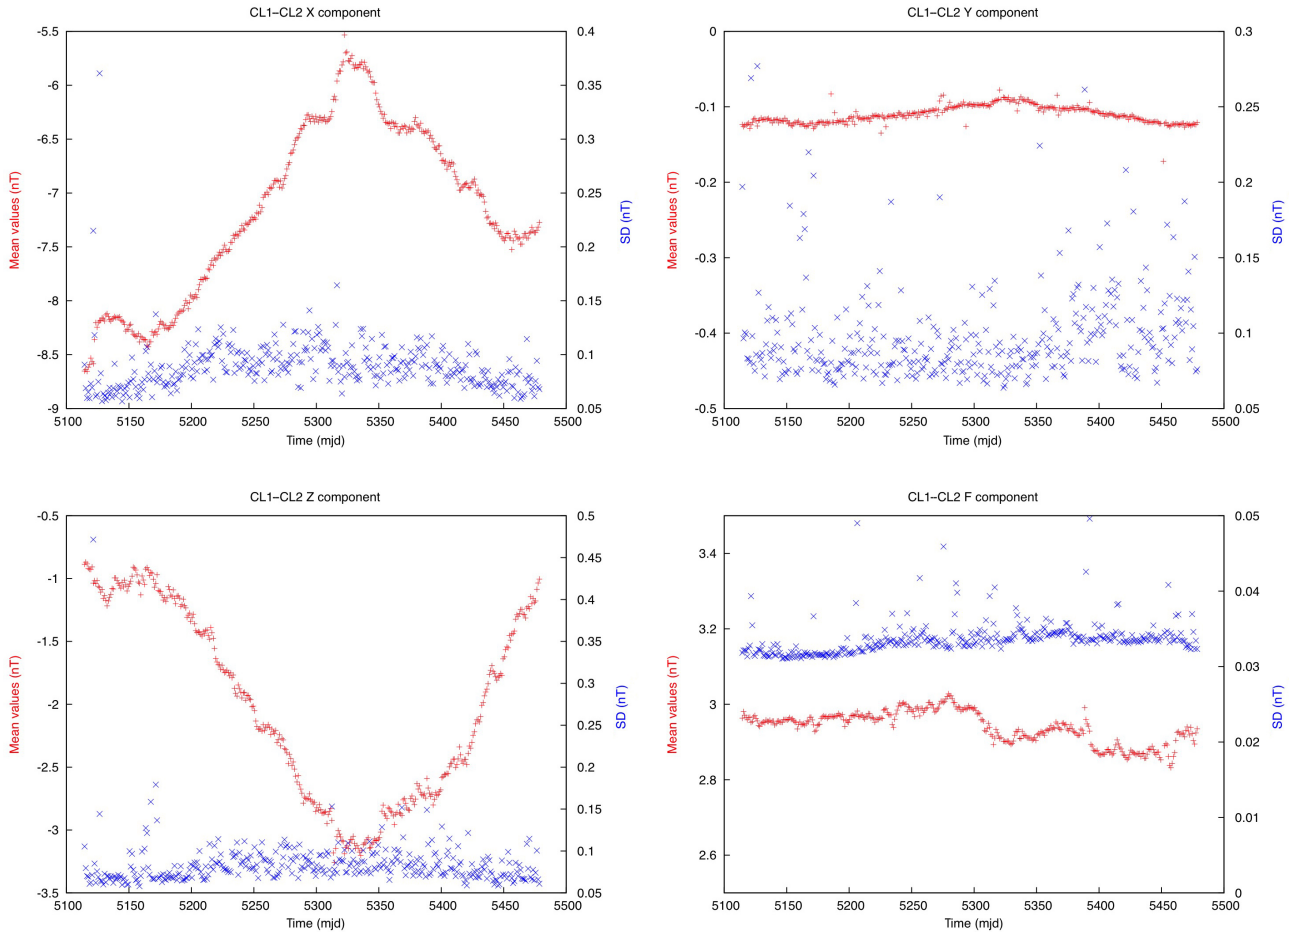 CL1–CL2 X component
-5.5
-6
-6.5
-7
-7.5
-8
-8.5
-9
0.4
0.35
0.3
0.25
0.2
0.15
0.1
0.05
5100 5150 5200 5250 5300 5350 5400 5450 5500
Mean values (nT)
SD (nT)
Time (mjd)
CL1–CL2 Y component
0
-0.1
-0.2
-0.3
-0.4
-0.5
0.3
0.25
0.2
0.15
0.1
0.05
5100 5150 5200 5250 5300 5350 5400 5450 5500
Mean values (nT)
SD (nT)
Time (mjd)
CL1–CL2 Z component
-0.5
-1
-1.5
-2
-2.5
-3
-3.5
0.5
0.45
0.4
0.35
0.3
0.25
0.2
0.15
0.1
0.05
5100 5150 5200 5250 5300 5350 5400 5450 5500
Mean values (nT)
SD (nT)
Time (mjd)
CL1–CL2 F component
3.4
3.2
3
2.8
2.6
0.05
0.04
0.03
0.02
0.01
0
5100 5150 5200 5250 5300 5350 5400 5450 5500
Mean values (nT)
SD (nT)
Time (mjd)